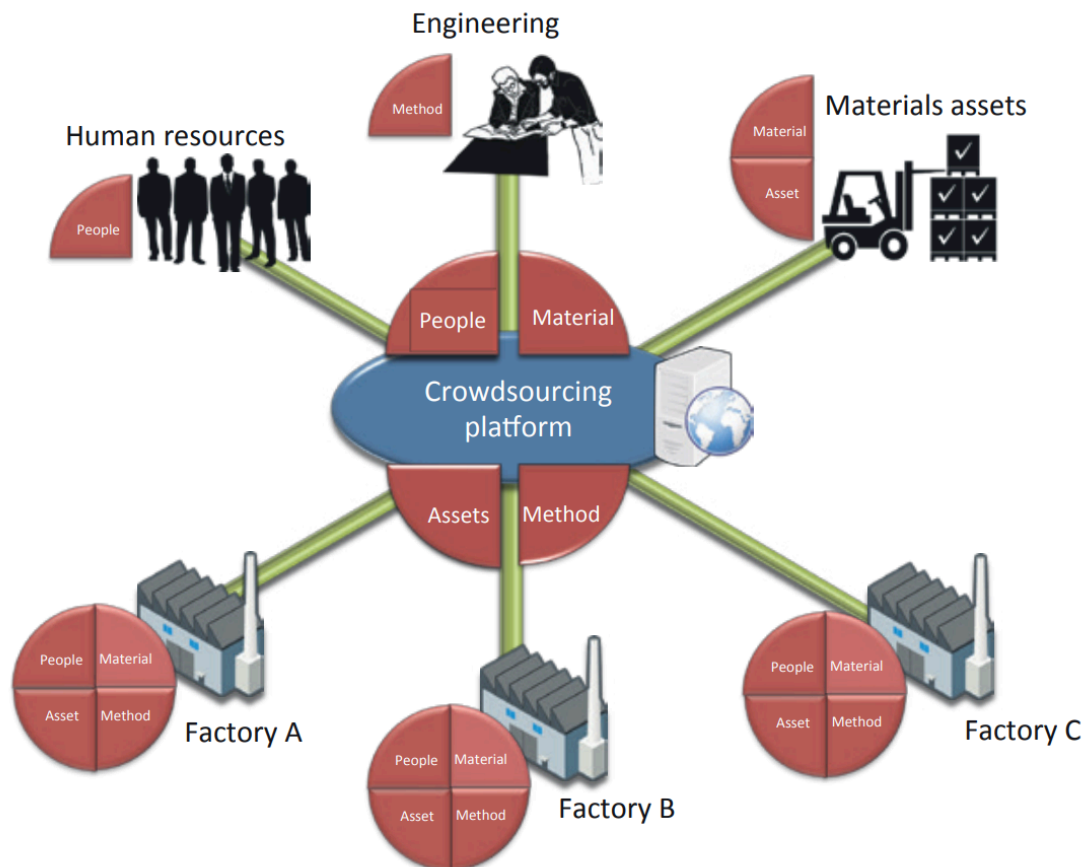 Engineering
Method
Materials assets
Material
Asset
Human resources
People
People
Material
Crowdsourcing
platform
Assets
Method
People
Material
Asset
Method
Factory A
People
Material
Asset
Method
Factory B
People
Material
Asset
Method
Factory C